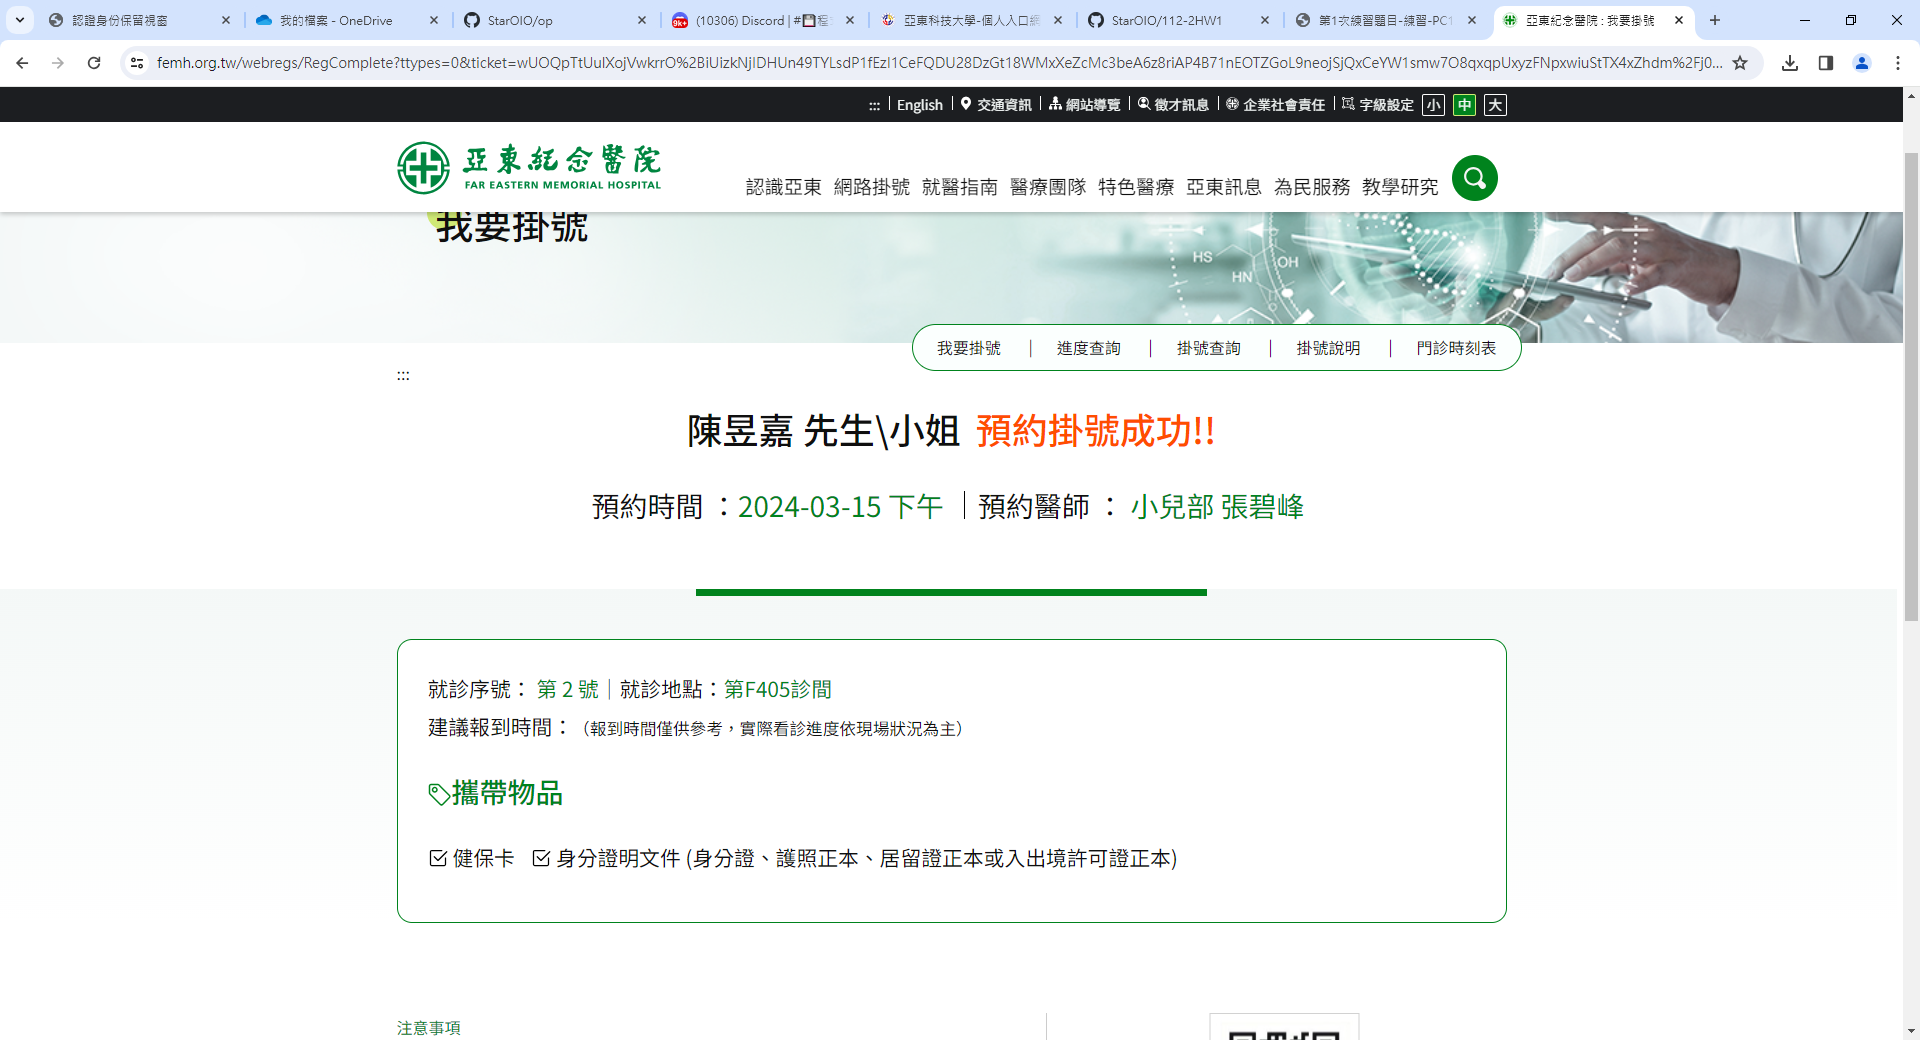 認證身份保留視窗
我的檔案 - OneDrive
StarOIO/op
(10306) Discord | #💾程
亞東科技大學-個人入口網
StarOIO/112-2HW1
第1次練習題目-練習-PC1
亞東紀念醫院 : 我要掛號
femh.org.tw/webregs/RegComplete?ttypes=0&ticket=wUOQpTtUulXojVwkrrO%2BiUizkNjIDHUn49TYLsdP1fEzI1CeFQDU28DzGt18WMxXeZcMc3beA6z8riAP4B71nEOTZGoL9neojSjQxCeYW1smw7O8qxqpUxyzFNpxwiuStTX4xZhdm%2Fj0...
::: | English | 交通資訊 | 網站導覽 | 徵才訊息 | 企業社會責任 | 字級設定 小 中 大
亞東紀念醫院
FAR EASTERN MEMORIAL HOSPITAL
認識亞東 網路掛號 就醫指南 醫療團隊 特色醫療 亞東訊息 為民服務 教學研究
我要掛號
HS
HN
OH
我要掛號 | 進度查詢 | 掛號查詢 | 掛號說明 | 門診時刻表
:::
陳昱嘉 先生\小姐 預約掛號成功!!
預約時間 ：2024-03-15 下午 | 預約醫師 ： 小兒部 張碧峰
就診序號： 第 2 號 | 就診地點：第F405診間
建議報到時間：（報到時間僅供參考，實際看診進度依現場狀況為主）
攜帶物品
健保卡 身分證明文件 (身分證、護照正本、居留證正本或入出境許可證正本)
注意事項